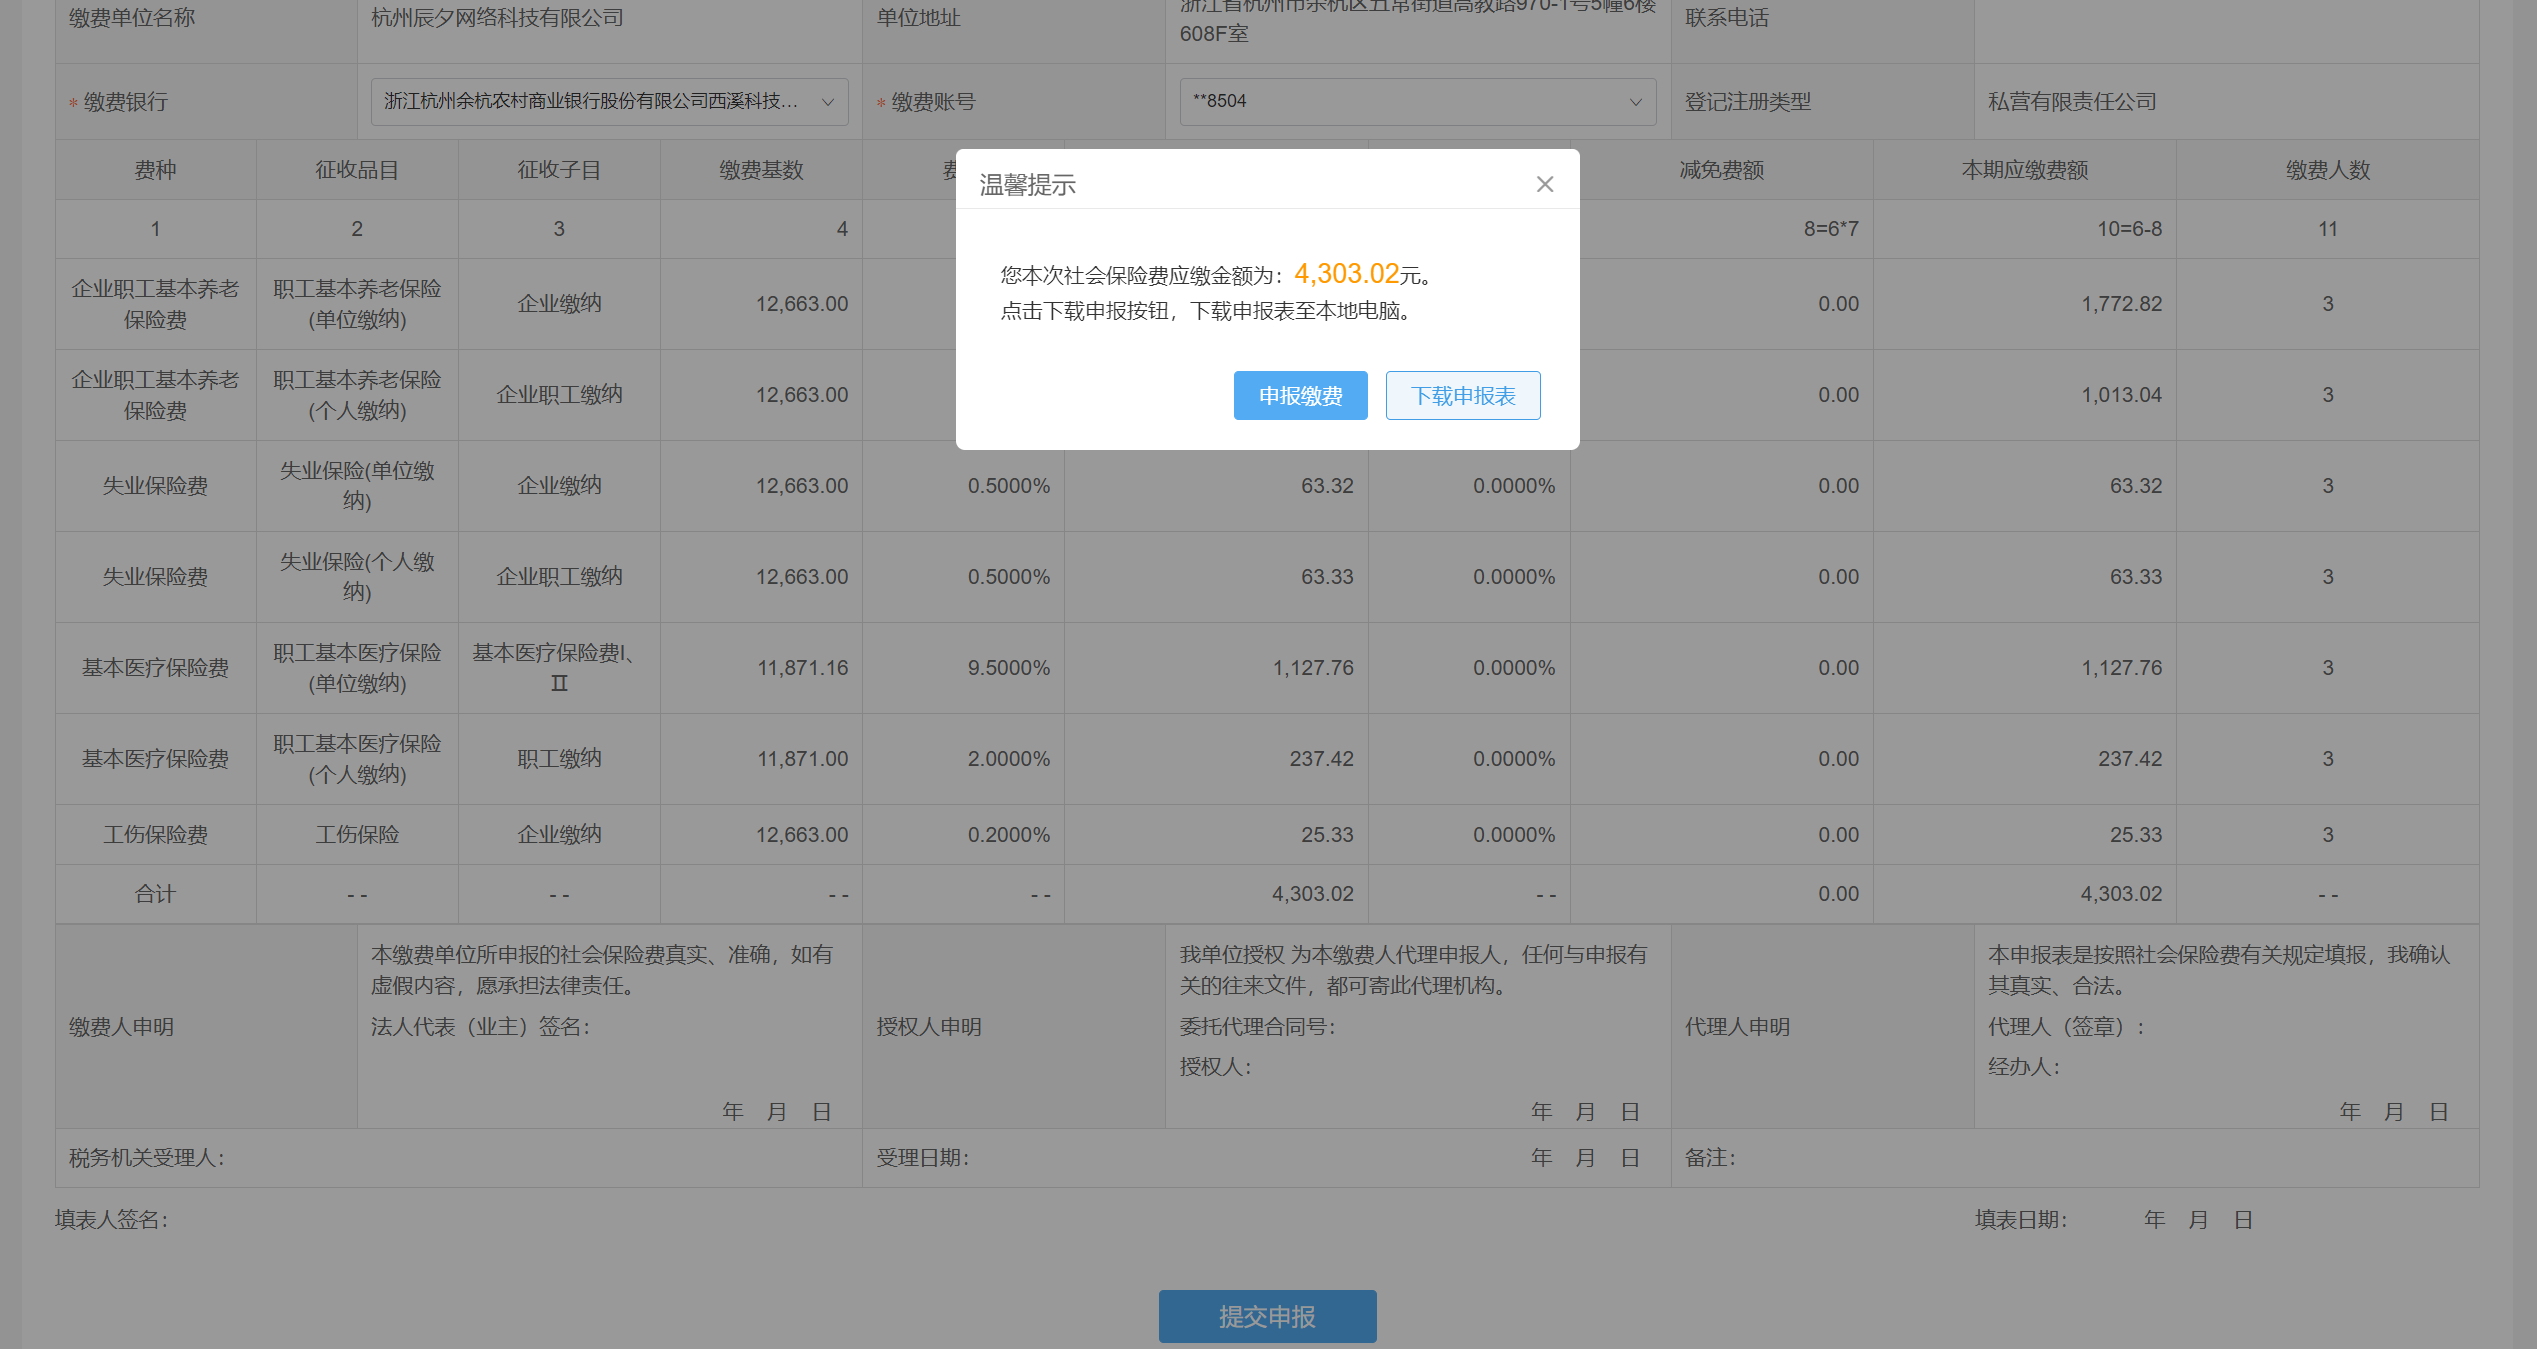 缴费单位名称
杭州辰夕网络科技有限公司
单位地址
浙江省杭州市余杭区五常街道高教路970-1号5幢6楼
608F室
联系电话
* 缴费银行
浙江杭州余杭农村商业银行股份有限公司西溪科技...
* 缴费账号
**8504
登记注册类型
私营有限责任公司
费种 征收品目 征收子目 缴费基数 费 减免费额 本期应缴费额 缴费人数
1 2 3 4 8=6*7 10=6-8 11
企业职工基本养老
保险费
职工基本养老保险
(单位缴纳)
企业缴纳 12,663.00 0.00 1,772.82 3
企业职工基本养老
保险费
职工基本养老保险
(个人缴纳)
企业职工缴纳 12,663.00 0.00 1,013.04 3
温馨提示
您本次社会保险费应缴金额为：4,303.02元。
点击下载申报按钮，下载申报表至本地电脑。
申报缴费 下载申报表
失业保险费
失业保险(单位缴
纳)
企业缴纳 12,663.00 0.5000% 63.32 0.0000% 0.00 63.32 3
失业保险费
失业保险(个人缴
纳)
企业职工缴纳 12,663.00 0.5000% 63.33 0.0000% 0.00 63.33 3
基本医疗保险费
职工基本医疗保险
(单位缴纳)
基本医疗保险费Ⅰ、
Ⅱ
11,871.16 9.5000% 1,127.76 0.0000% 0.00 1,127.76 3
基本医疗保险费
职工基本医疗保险
(个人缴纳)
职工缴纳 11,871.00 2.0000% 237.42 0.0000% 0.00 237.42 3
工伤保险费 工伤保险 企业缴纳 12,663.00 0.2000% 25.33 0.0000% 0.00 25.33 3
合计 -- -- -- -- 4,303.02 -- 0.00 4,303.02 --
缴费人申明
本缴费单位所申报的社会保险费真实、准确，如有
虚假内容，愿承担法律责任。
法人代表（业主）签名：
年 月 日
授权人申明
我单位授权 为本缴费人代理申报人，任何与申报有
关的往来文件，都可寄此代理机构。
委托代理合同号：
授权人：
年 月 日
代理人申明
本申报表是按照社会保险费有关规定填报，我确认
其真实、合法。
代理人（签章）：
经办人：
年 月 日
税务机关受理人：
受理日期： 年 月 日
备注：
填表人签名：
填表日期： 年 月 日
提交申报